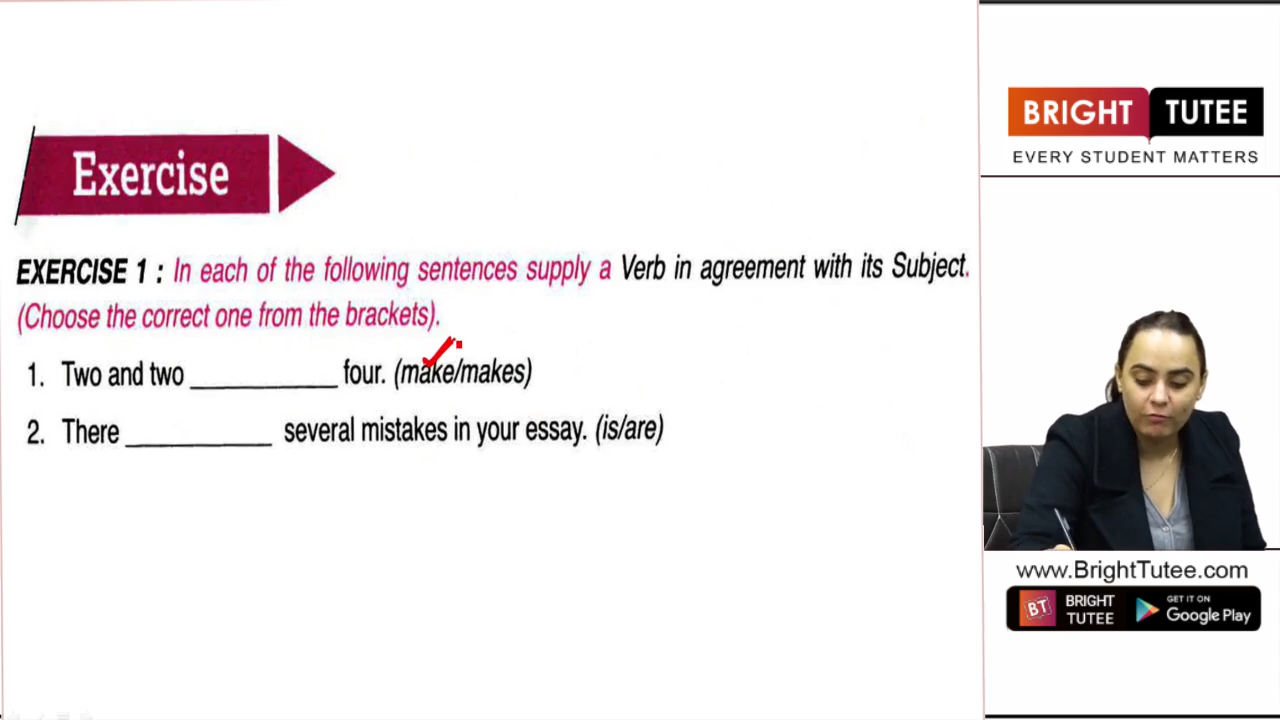 BRIGHT TUTEE
EVERY STUDENT MATTERS
Exercise
EXERCISE 1 : In each of the following sentences supply a Verb in agreement with its Subject.
(Choose the correct one from the brackets).
1. Two and two ____________ four. (make/makes)
2. There ____________ several mistakes in your essay. (is/are)
www.BrightTutee.com
BT BRIGHT TUTEE GET IT ON Google Play